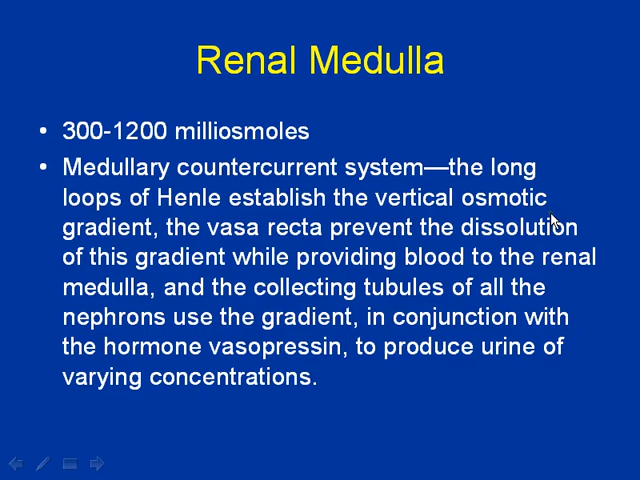 Renal Medulla
• 300-1200 milliosmoles
• Medullary countercurrent system—the long
loops of Henle establish the vertical osmotic
gradient, the vasa recta prevent the dissolution
of this gradient while providing blood to the renal
medulla, and the collecting tubules of all the
nephrons use the gradient, in conjunction with
the hormone vasopressin, to produce urine of
varying concentrations.